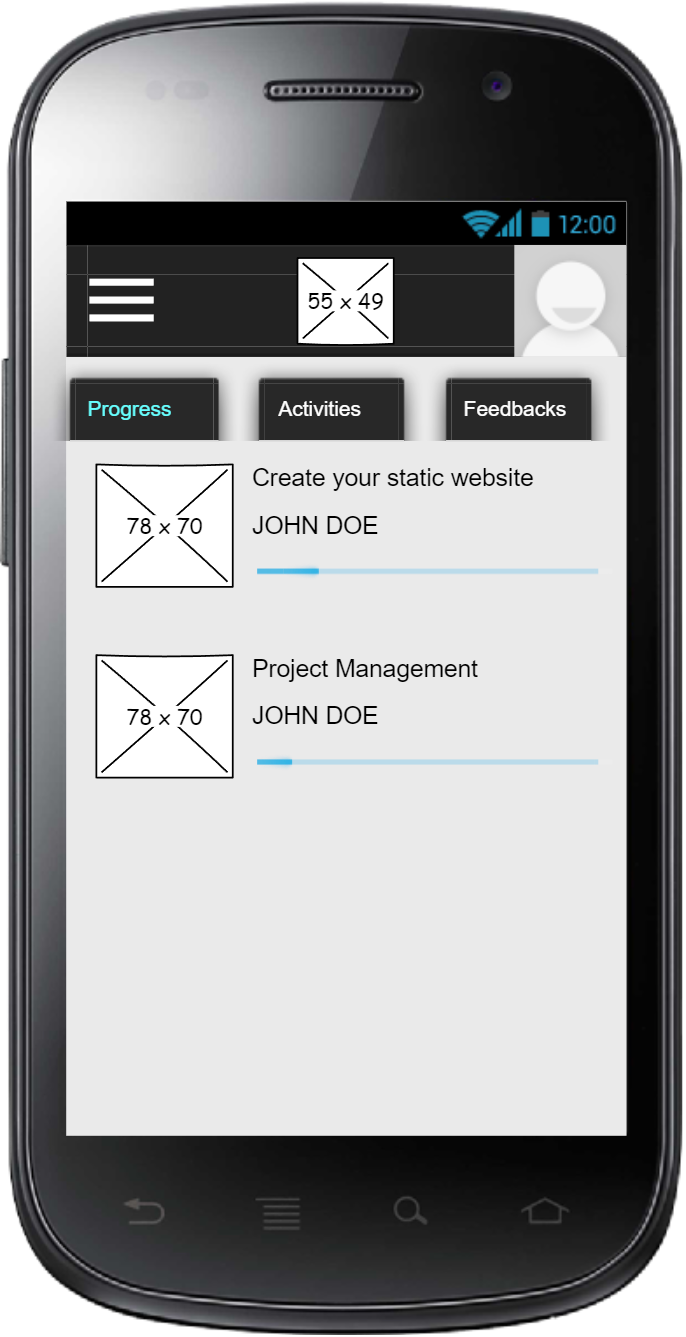 12:00
55 x 49
Progress
Activities
Feedbacks
78 x 70
Create your static website
JOHN DOE
78 x 70
Project Management
JOHN DOE